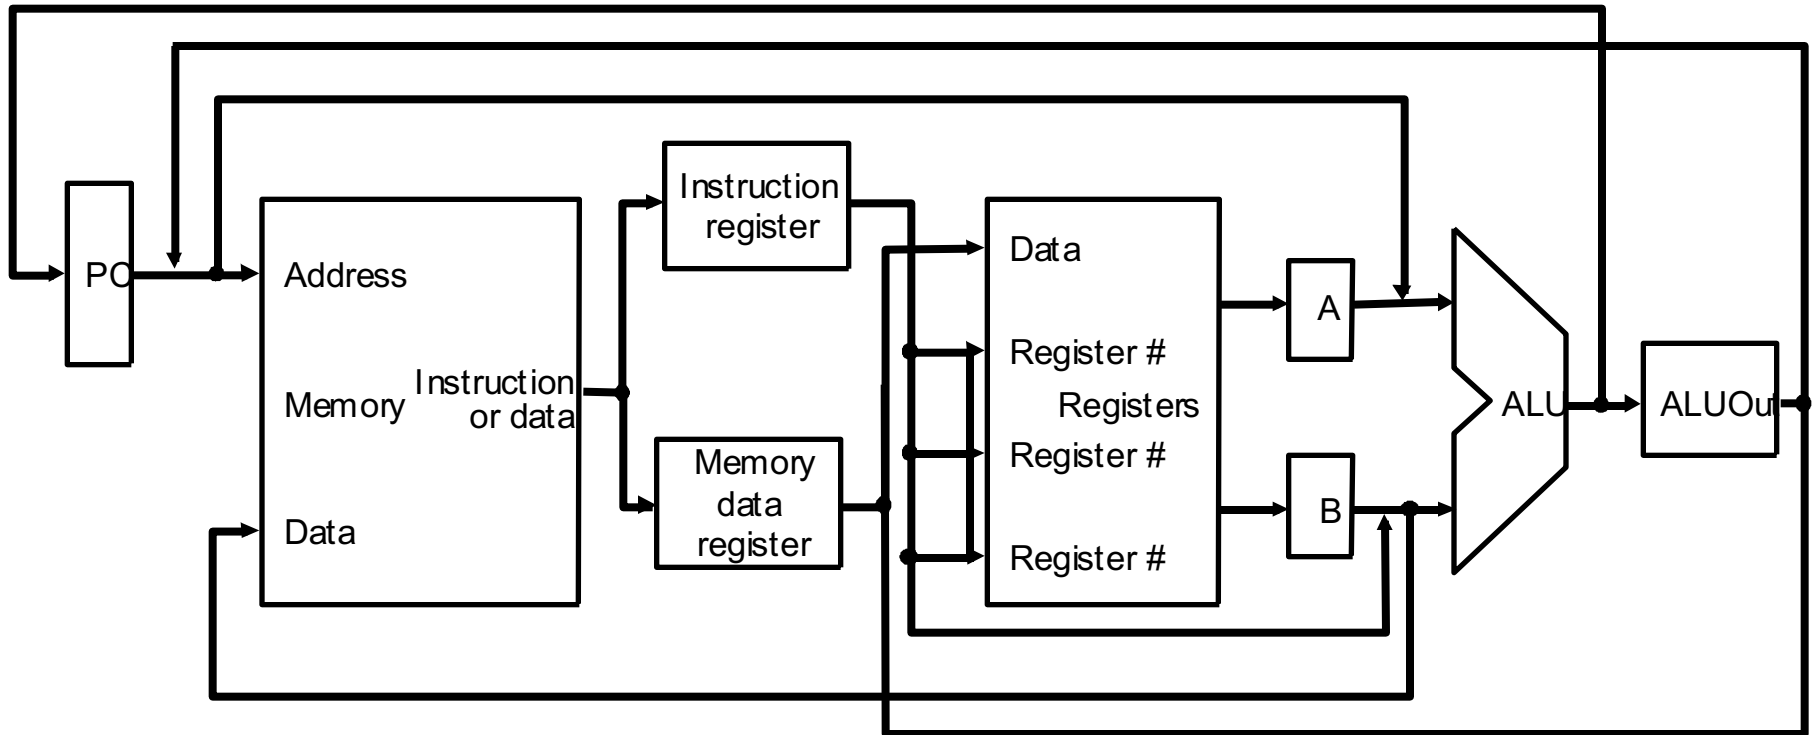 Instruction
register
PC
Address
Memory
Instruction
or data
Data
Memory
data
register
Data
Register #
Registers
Register #
Register #
A
B
ALU
ALUOut